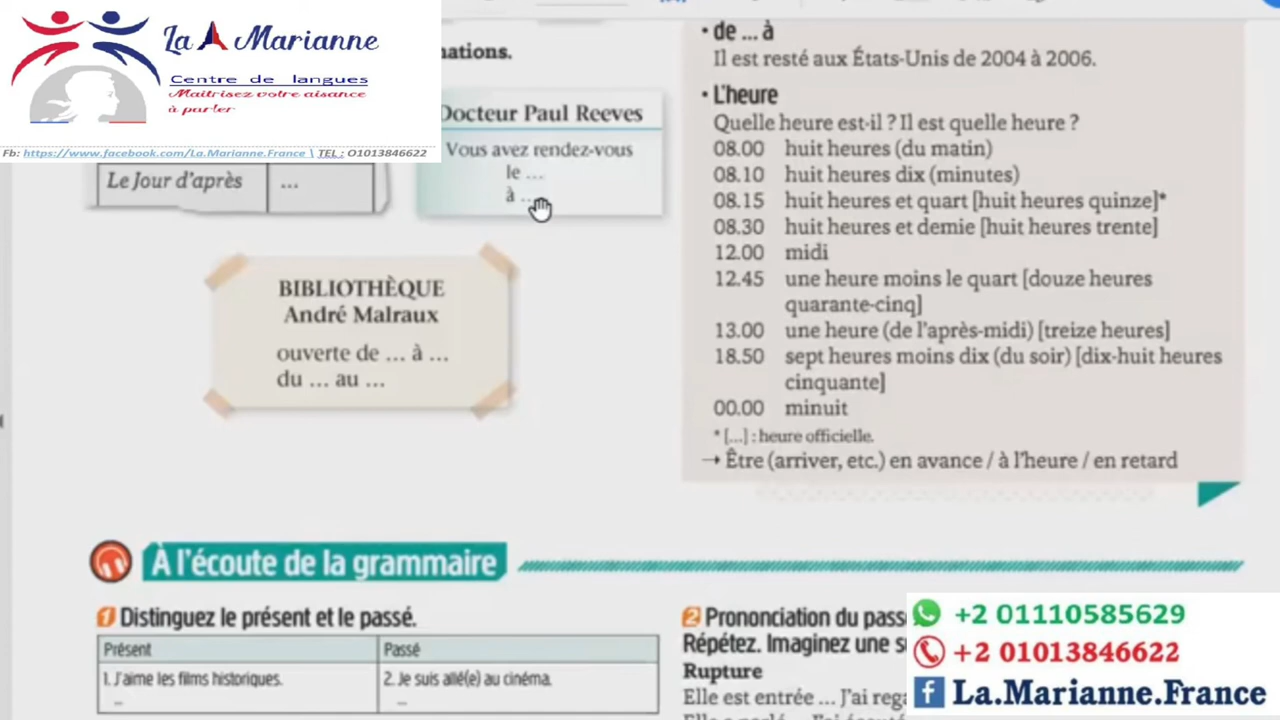 La Marianne
Centre de langues
Maîtrisez votre aisance
à parler
Fb: https://www.facebook.com/La.Marianne.France \ TEL : O1013846622
Le Jour d'après ...
Docteur Paul Reeves
Vous avez rendez-vous
le ...
à ...
BIBLIOTHÈQUE
André Malraux
ouverte de ... à ...
du ... au ...
• de ... à
Il est resté aux États-Unis de 2004 à 2006.
• L'heure
Quelle heure est-il ? Il est quelle heure ?
08.00 huit heures (du matin)
08.10 huit heures dix (minutes)
08.15 huit heures et quart [huit heures quinze]*
08.30 huit heures et demie [huit heures trente]
12.00 midi
12.45 une heure moins le quart [douze heures
quarante-cinq]
13.00 une heure (de l'après-midi) [treize heures]
18.50 sept heures moins dix (du soir) [dix-huit heures
cinquante]
00.00 minuit
* [...] : heure officielle.
→ Être (arriver, etc.) en avance / à l'heure / en retard
À l'écoute de la grammaire
1 Distinguez le présent et le passé.
Présent Passé
1. J'aime les films historiques. 2. Je suis allé(e) au cinéma.
... ...
2 Prononciation du pass
Répétez. Imaginez une s
Rupture
Elle est entrée ... J'ai rega
+2 01110585629
+2 01013846622
La.Marianne.France